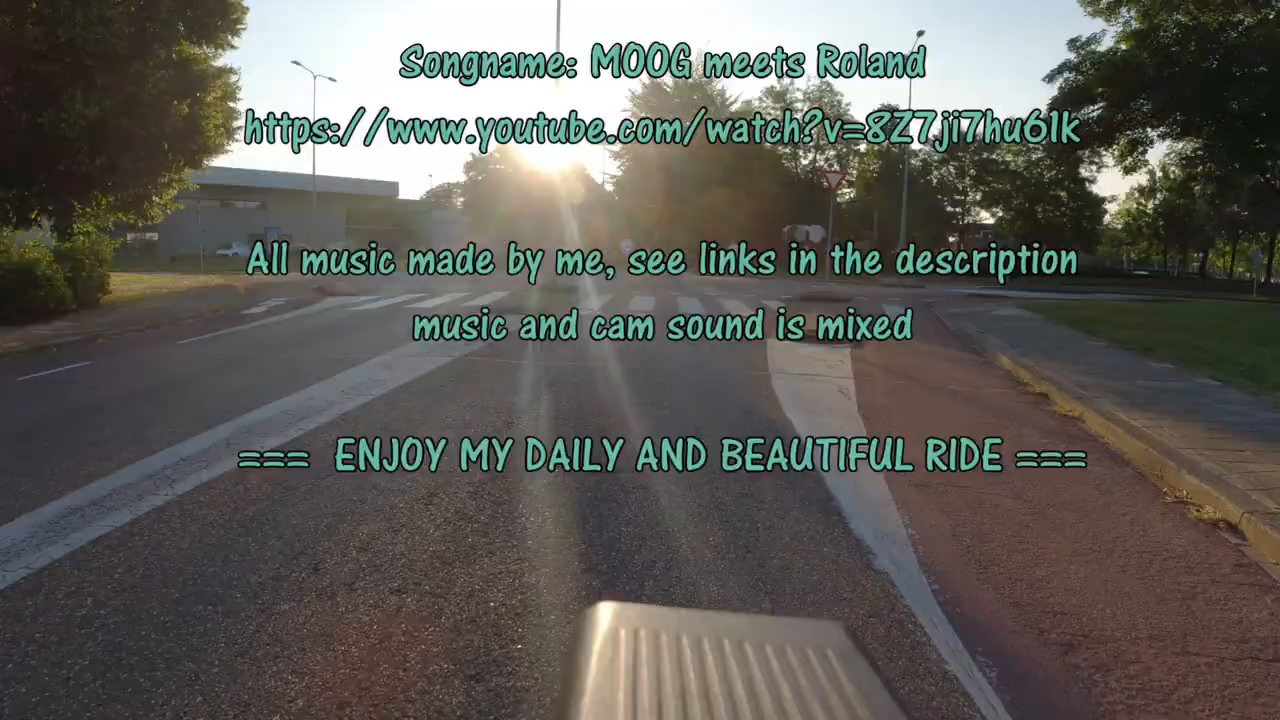 Songname: MOOG meets Roland
https://www.youtube.com/watch?v=8Z7ji7hu61k
All music made by me, see links in the description
music and cam sound is mixed
=== ENJOY MY DAILY AND BEAUTIFUL RIDE ===